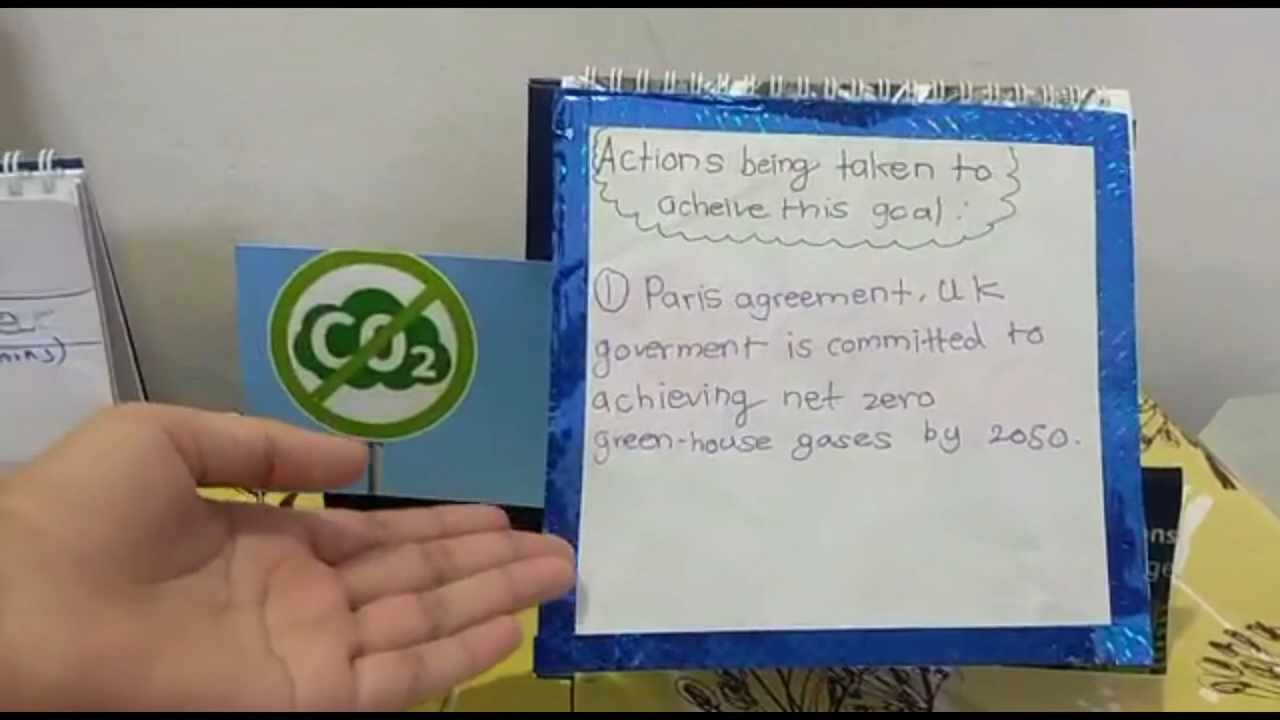 Actions being taken to
acheive this goal:
① Paris agreement, UK
goverment is committed to
achieving net zero
green-house gases by 2050.
CO₂